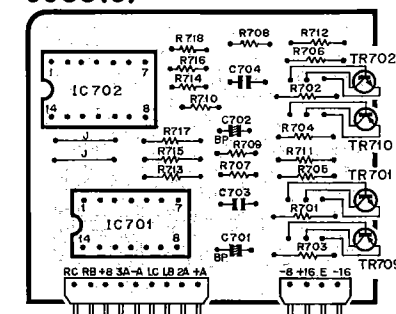 R718 R708 R712
R706
R716 TR702
1 7 C704
R714 R702
IC702 R710
14 8 C702 TR710
BP R704
J R717 R709
J R715 R711
R713 R707 R705 TR701
1 7 C703
IC701 R701
14 8 C701
BP R703 TR709
RC RB +8 3A -A LC LB 2A +A -8 +16 E -16